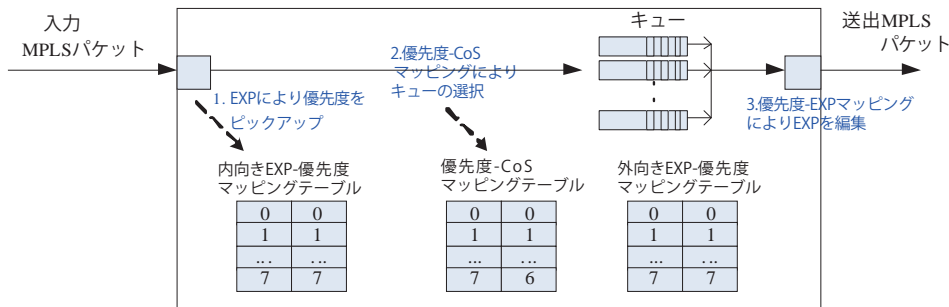 入力
MPLSパケット
キュー
送出MPLS
パケット
2.優先度-CoS
マッピングにより
キューの選択
1. EXPにより優先度を
ピックアップ
3.優先度-EXPマッピング
によりEXPを編集
内向きEXP-優先度
マッピングテーブル
0 0
1 1
... ...
7 7
優先度-CoS
マッピングテーブル
0 0
1 1
... ...
7 6
外向きEXP-優先度
マッピングテーブル
0 0
1 1
... ...
7 7